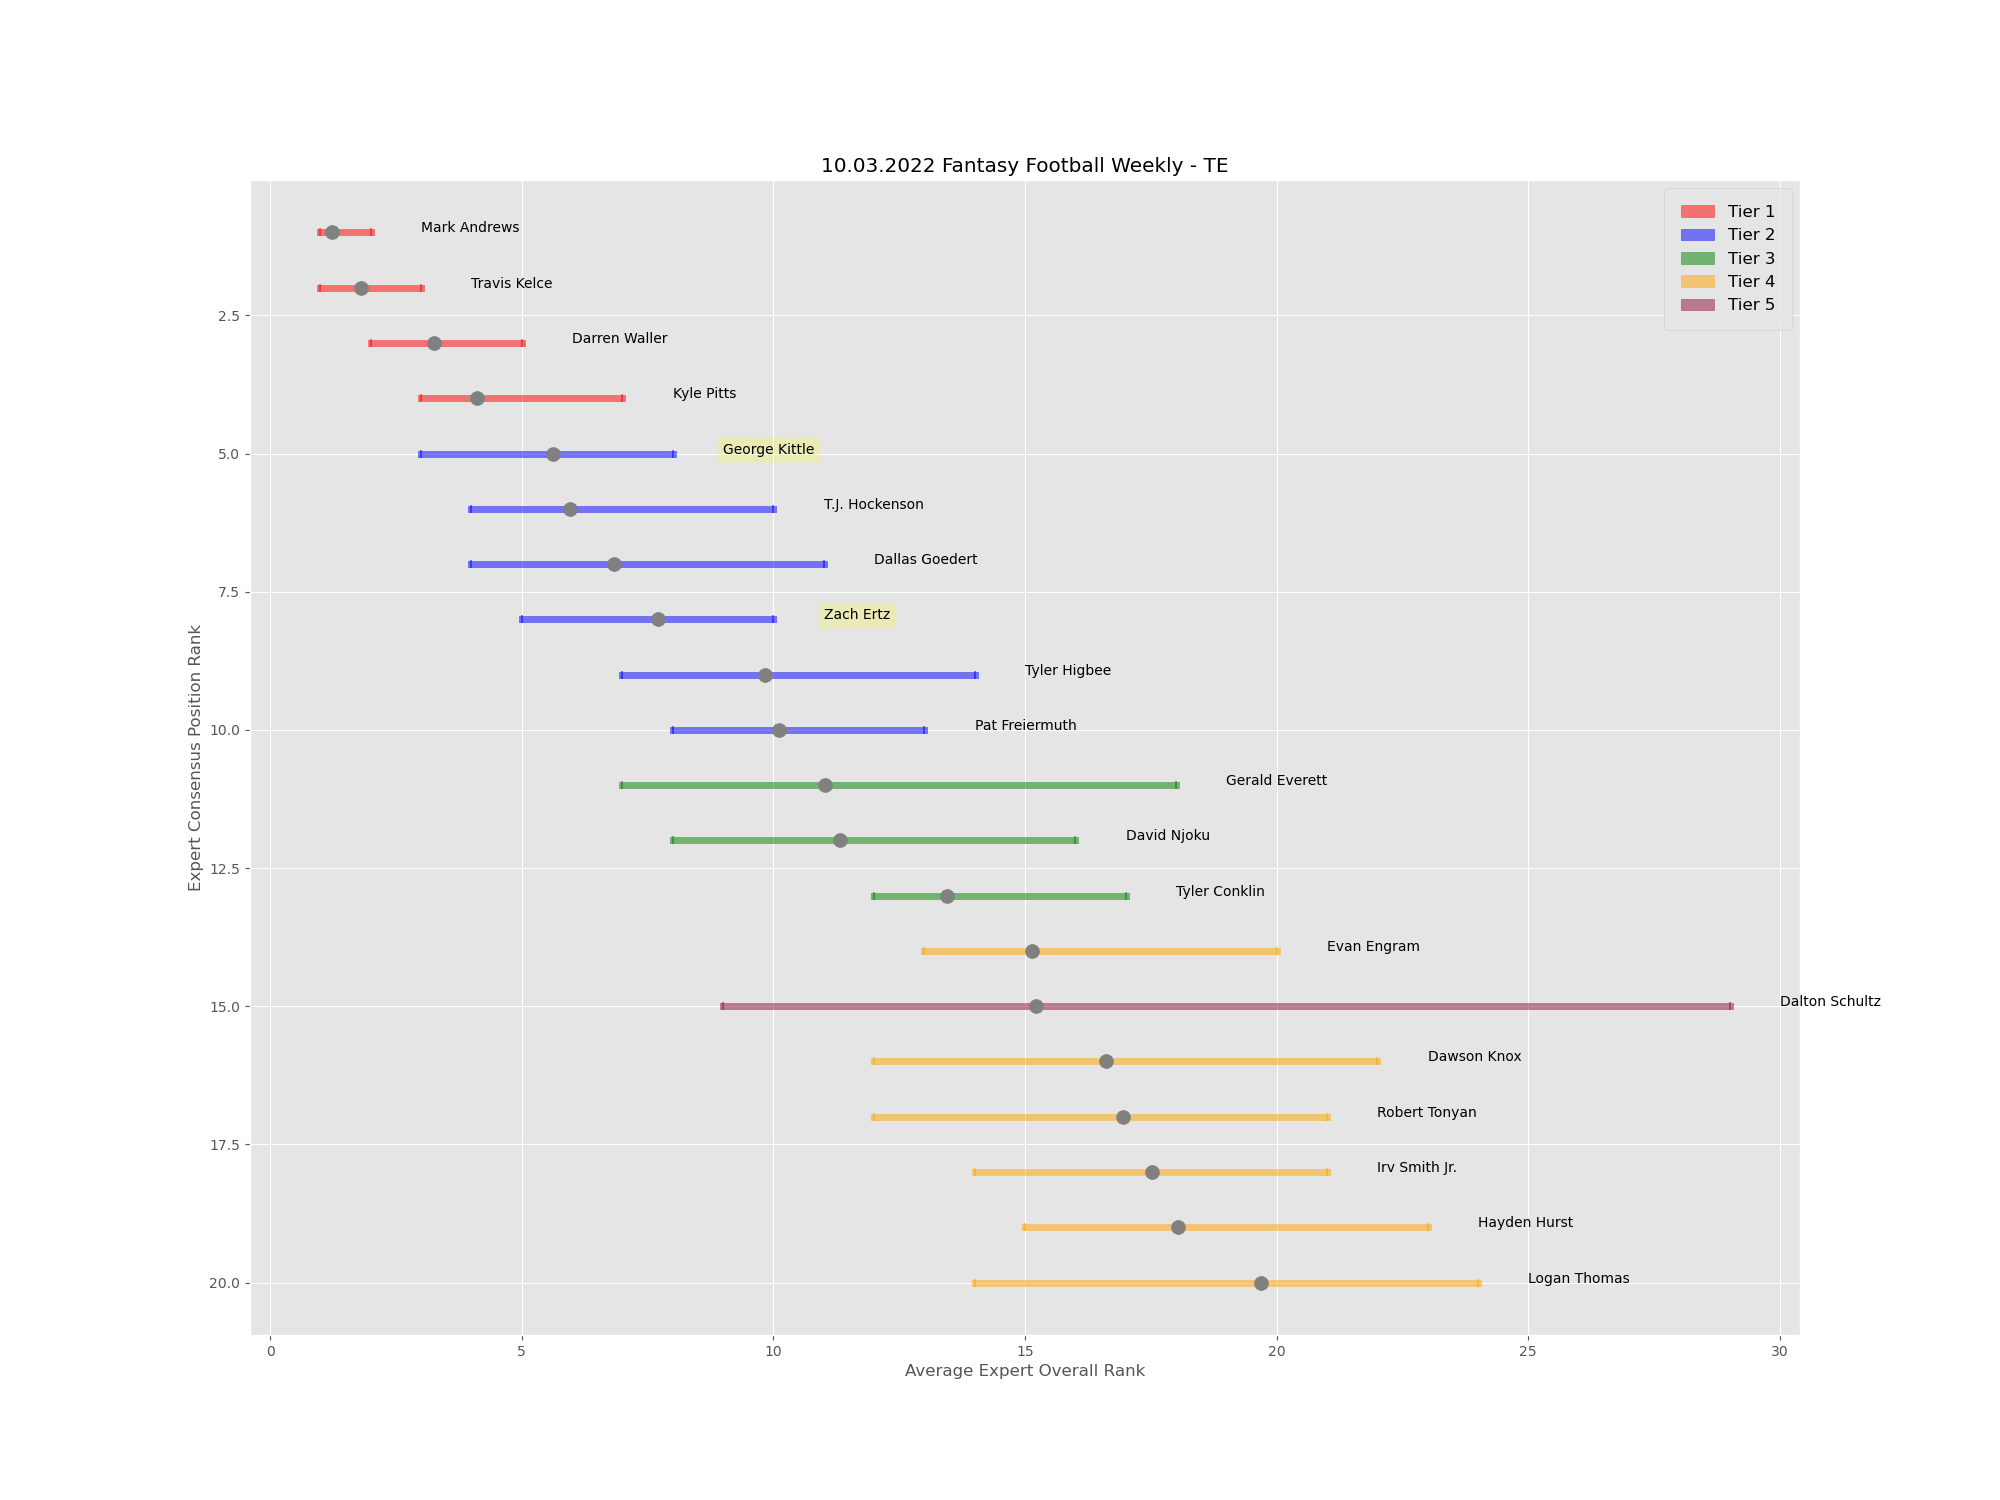 10.03.2022 Fantasy Football Weekly - TE
Tier 1
Tier 2
Tier 3
Tier 4
Tier 5
Mark Andrews
Travis Kelce
Darren Waller
Kyle Pitts
George Kittle
T.J. Hockenson
Dallas Goedert
Zach Ertz
Tyler Higbee
Pat Freiermuth
Gerald Everett
David Njoku
Tyler Conklin
Evan Engram
Dalton Schultz
Dawson Knox
Robert Tonyan
Irv Smith Jr.
Hayden Hurst
Logan Thomas
2.5
5.0
7.5
10.0
12.5
15.0
17.5
20.0
Expert Consensus Position Rank
0 5 10 15 20 25 30
Average Expert Overall Rank